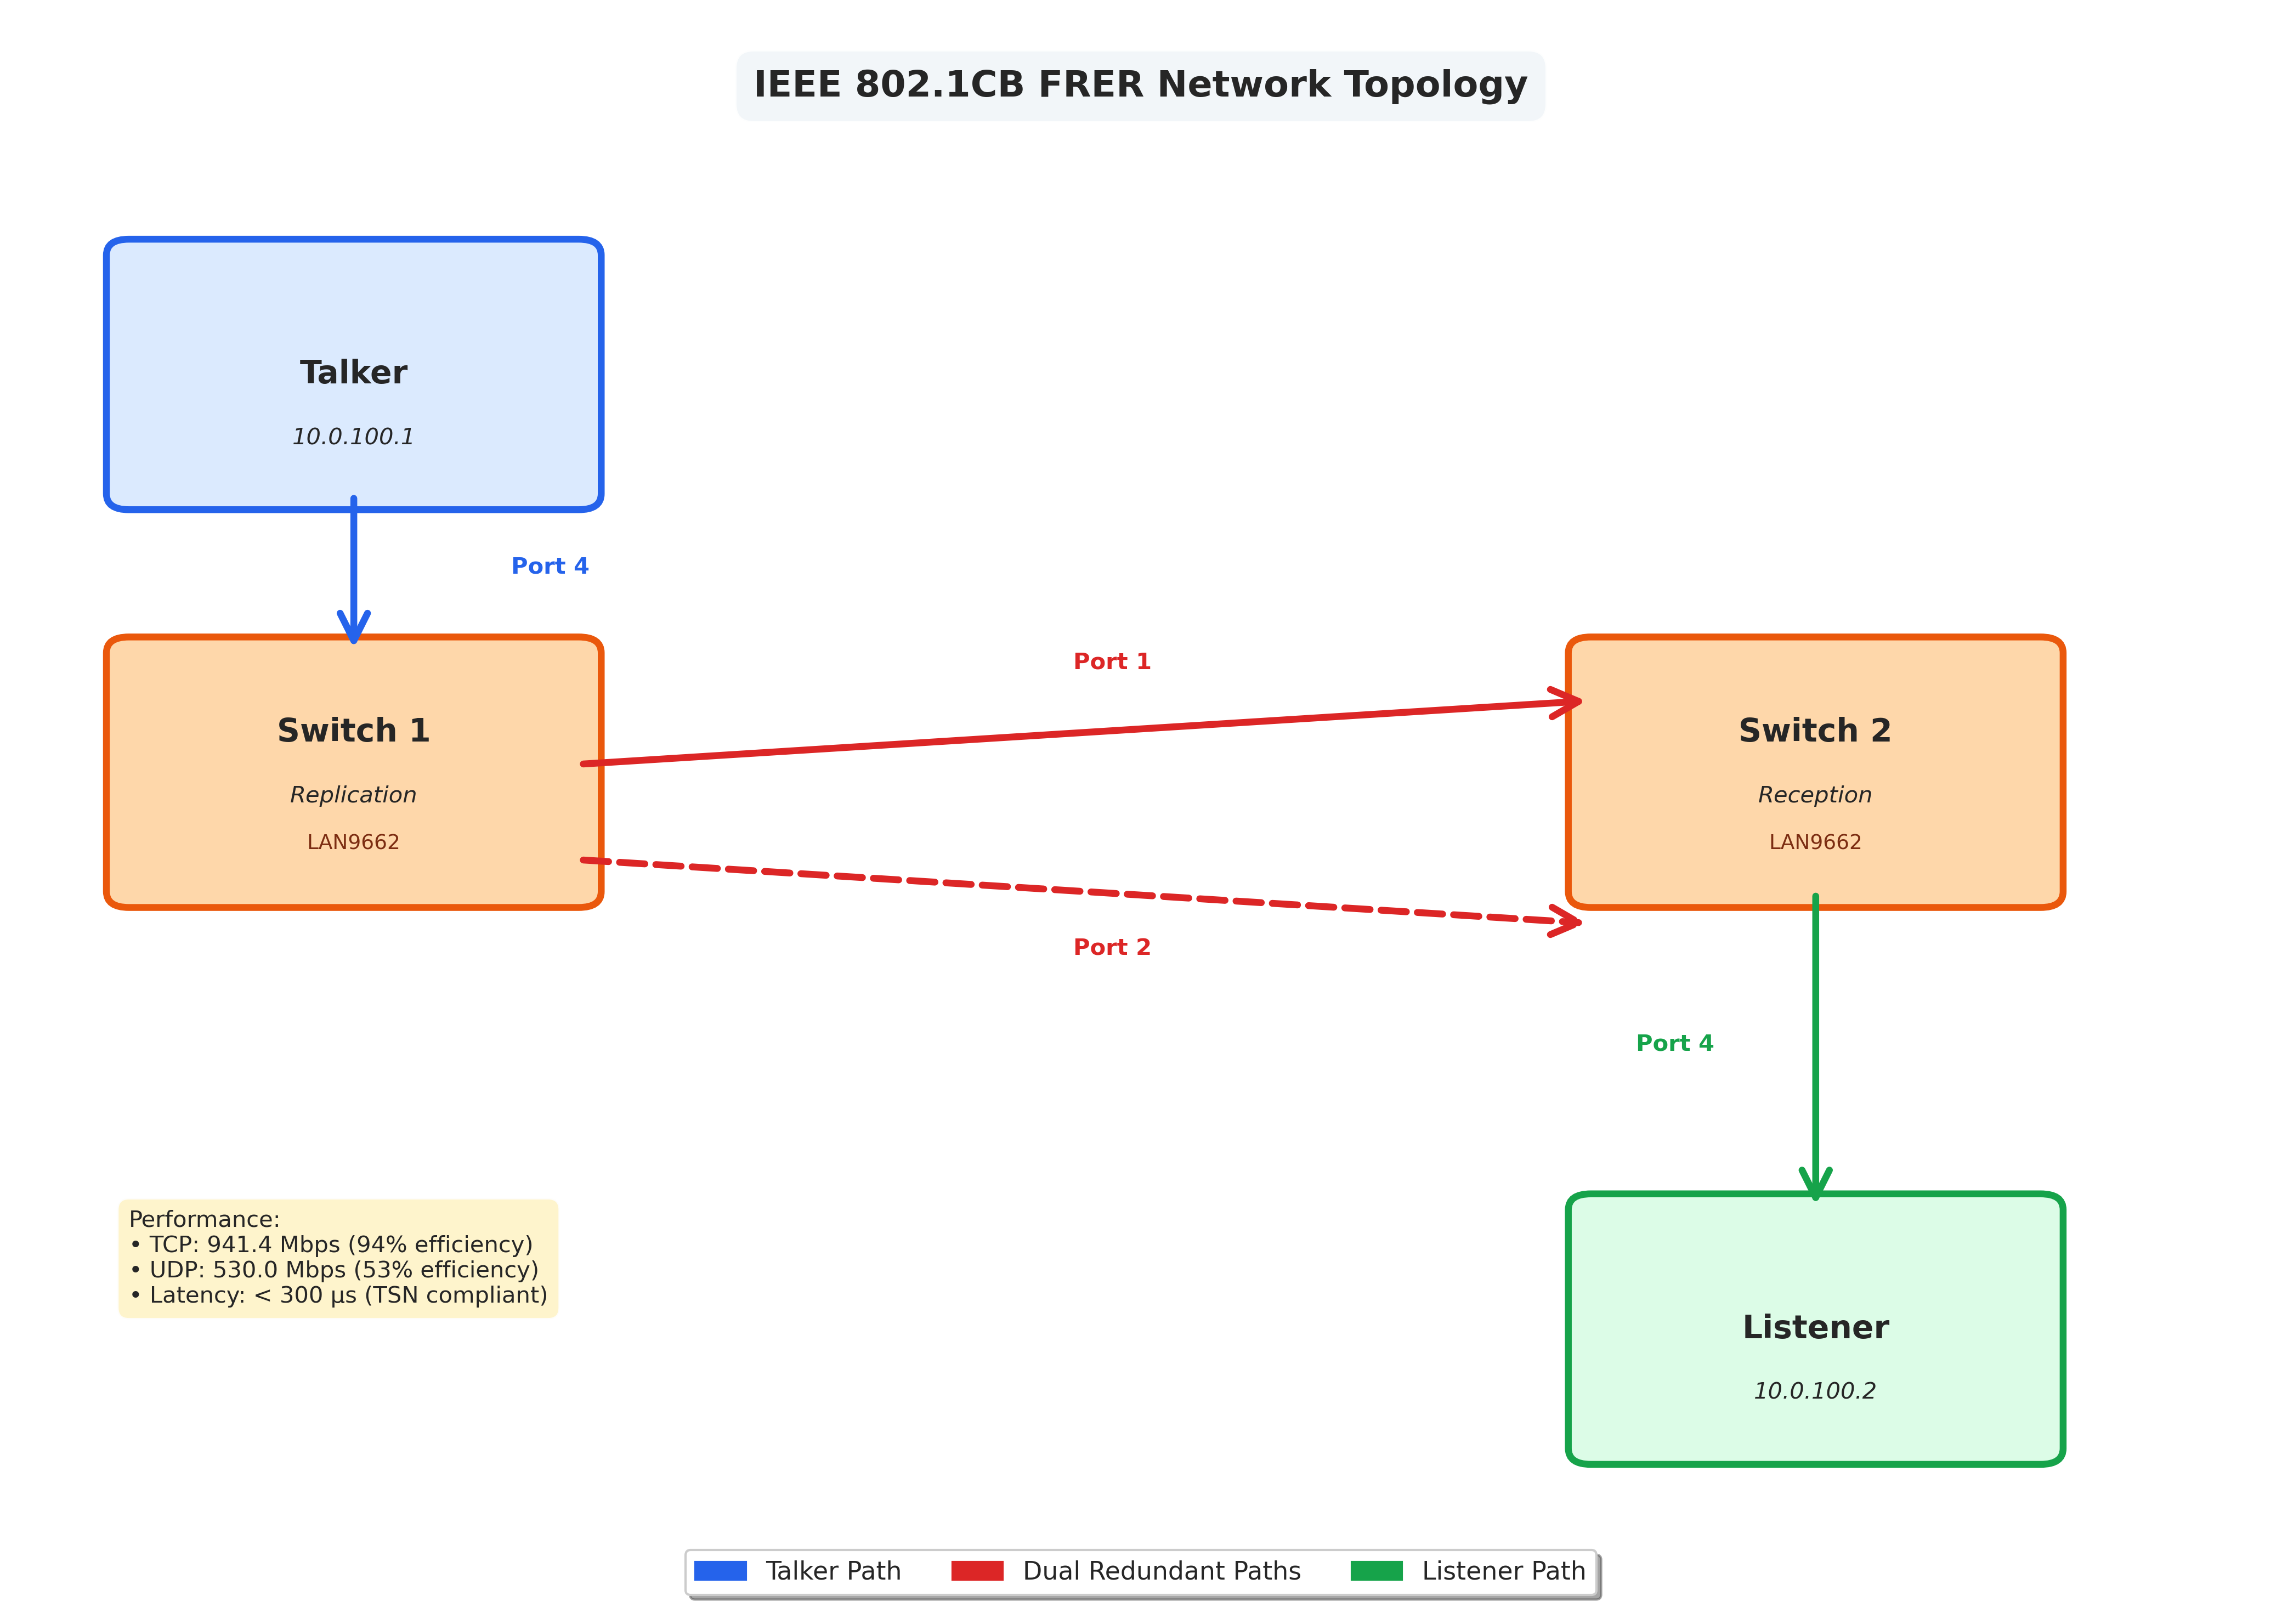 IEEE 802.1CB FRER Network Topology
Talker
10.0.100.1
Port 4
Switch 1
Replication
LAN9662
Port 1
Port 2
Switch 2
Reception
LAN9662
Port 4
Listener
10.0.100.2
Performance:
• TCP: 941.4 Mbps (94% efficiency)
• UDP: 530.0 Mbps (53% efficiency)
• Latency: < 300 μs (TSN compliant)
Talker Path
Dual Redundant Paths
Listener Path